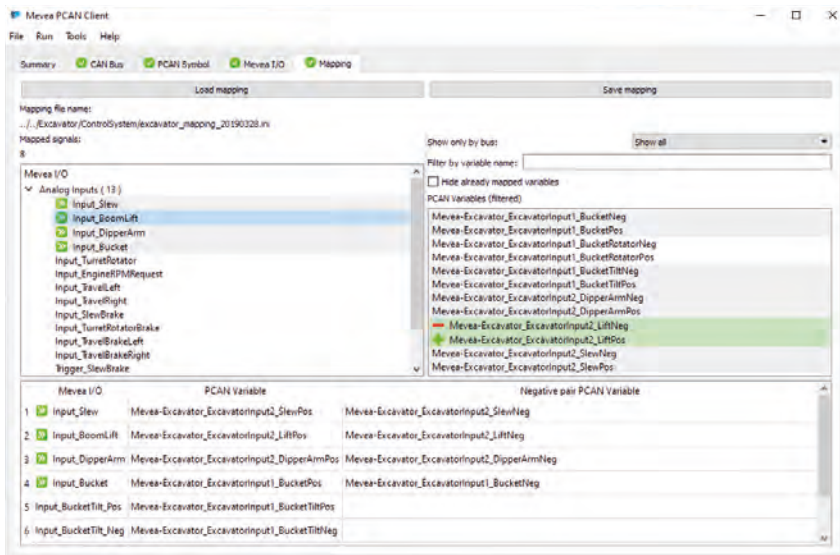 Mevea PCAN Client
File Run Tools Help
Summary CAN Bus PCAN Symbol Mevea I/O Mapping
Load mapping Save mapping
Mapping file name:
../../Excavator/ControlSystem/excavator_mapping_20190328.ini
Mapped signals:
8
Show only by bus: Show all
Filter by variable name:
Hide already mapped variables
PCAN Variables (filtered)
Mevea I/O
Analog Inputs ( 13 )
Input_Slew
Input_BoomLift
Input_DipperArm
Input_Bucket
Input_TurretRotator
Input_EngineRPMRequest
Input_TravelLeft
Input_TravelRight
Input_SlewBrake
Input_TurretRotatorBrake
Input_TravelBrakeLeft
Input_TravelBrakeRight
Trigger_SlewBrake
Mevea-Excavator_ExcavatorInput1_BucketNeg
Mevea-Excavator_ExcavatorInput1_BucketPos
Mevea-Excavator_ExcavatorInput1_BucketRotatorNeg
Mevea-Excavator_ExcavatorInput1_BucketRotatorPos
Mevea-Excavator_ExcavatorInput1_BucketTiltNeg
Mevea-Excavator_ExcavatorInput1_BucketTiltPos
Mevea-Excavator_ExcavatorInput2_DipperArmNeg
Mevea-Excavator_ExcavatorInput2_DipperArmPos
Mevea-Excavator_ExcavatorInput2_LiftNeg
Mevea-Excavator_ExcavatorInput2_LiftPos
Mevea-Excavator_ExcavatorInput2_SlewNeg
Mevea-Excavator_ExcavatorInput2_SlewPos
Mevea I/O PCAN Variable Negative pair PCAN Variable
1 Input_Slew Mevea-Excavator_ExcavatorInput2_SlewPos Mevea-Excavator_ExcavatorInput2_SlewNeg
2 Input_BoomLift Mevea-Excavator_ExcavatorInput2_LiftPos Mevea-Excavator_ExcavatorInput2_LiftNeg
3 Input_DipperArm Mevea-Excavator_ExcavatorInput2_DipperArmPos Mevea-Excavator_ExcavatorInput2_DipperArmNeg
4 Input_Bucket Mevea-Excavator_ExcavatorInput1_BucketPos Mevea-Excavator_ExcavatorInput1_BucketNeg
5 Input_BucketTilt_Pos Mevea-Excavator_ExcavatorInput1_BucketTiltPos
6 Input_BucketTilt_Neg Mevea-Excavator_ExcavatorInput1_BucketTiltNeg